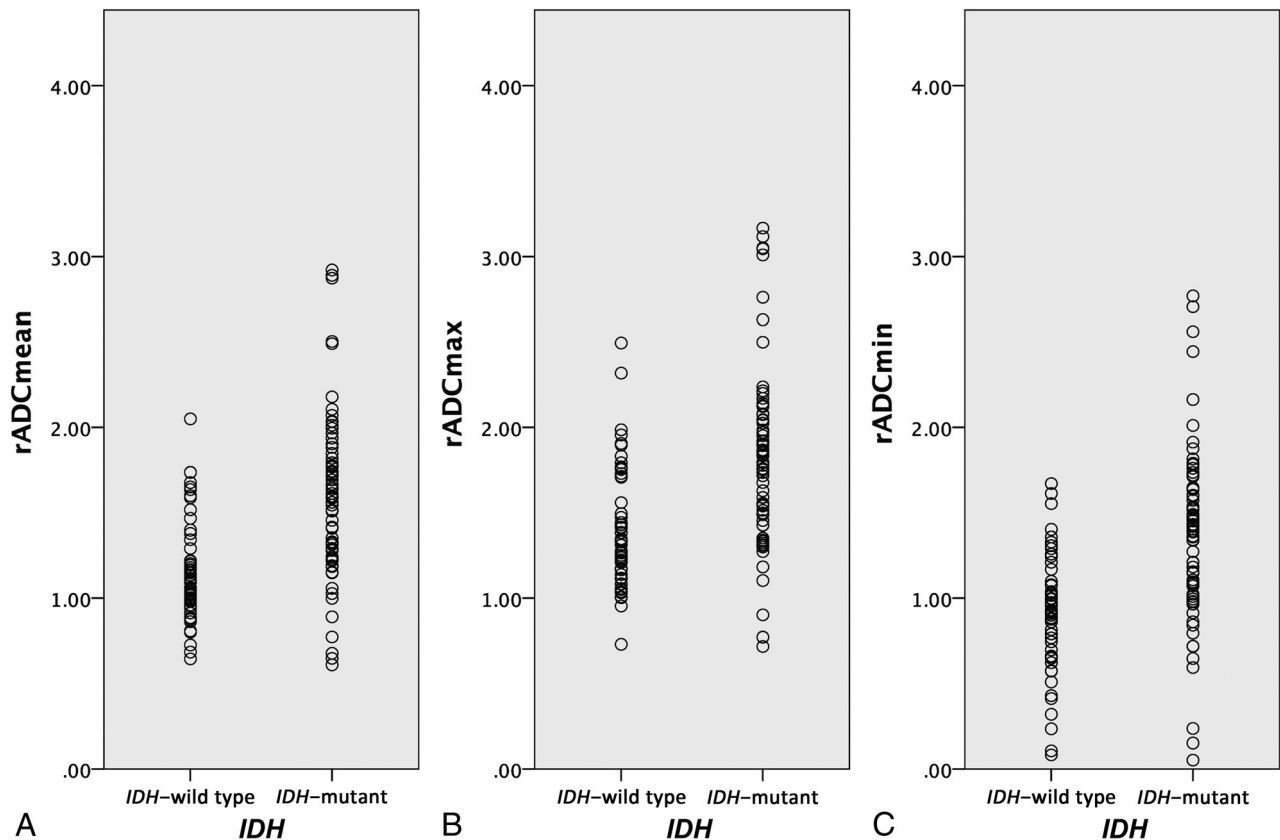 4.00
3.00
2.00
1.00
.00
rADCmean
IDH-wild type IDH-mutant
IDH
A
4.00
3.00
2.00
1.00
.00
rADCmax
IDH-wild type IDH-mutant
IDH
B
4.00
3.00
2.00
1.00
.00
rADCmin
IDH-wild type IDH-mutant
IDH
C